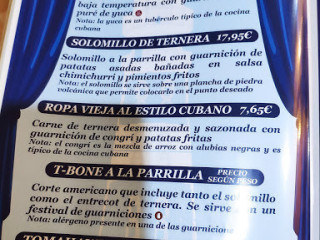 baja temperatura con
puré de yuca
Nota: la yuca es un tubérculo típico de la cocina
cubana
SOLOMILLO DE TERNERA 17,95€
Solomillo a la parrilla con guarnición de
patatas asadas bañadas en salsa
chimichurri y pimientos fritos
Nota: el solomillo se sirve sobre una plancha de piedra
volcánica que permite colocarlo en el punto deseado
ROPA VIEJA AL ESTILO CUBANO 7,65€
Carne de ternera desmenuzada y sazonada con
guarnición de congrí y patatas fritas
Nota: el congrí es la mezcla de arroz con alubias negras y es
típico de la cocina cubana
T-BONE A LA PARRILLA PRECIO
SEGÚN PESO
Corte americano que incluye tanto el solomillo
como el entrecot de ternera. Se sirve con un
festival de guarniciones
Nota: alérgeno presente en una de las guarniciones